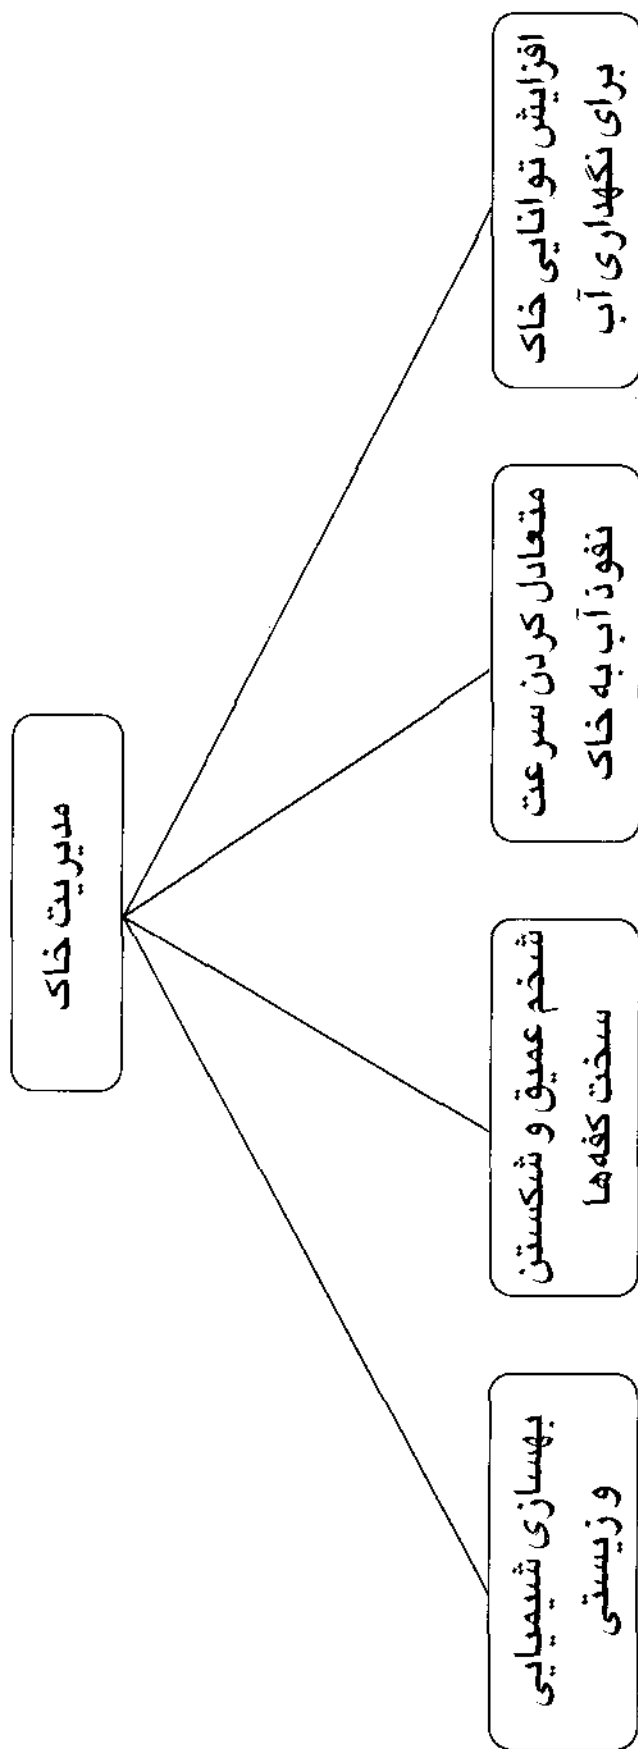 مدیریت خاک
افزایش توانایی خاک
برای نگهداری آب
متعادل کردن سرعت
نفوذ آب به خاک
شخم عمیق و شکستن
سخت کفه‌ها
بهسازی شیمیایی
و زیستی